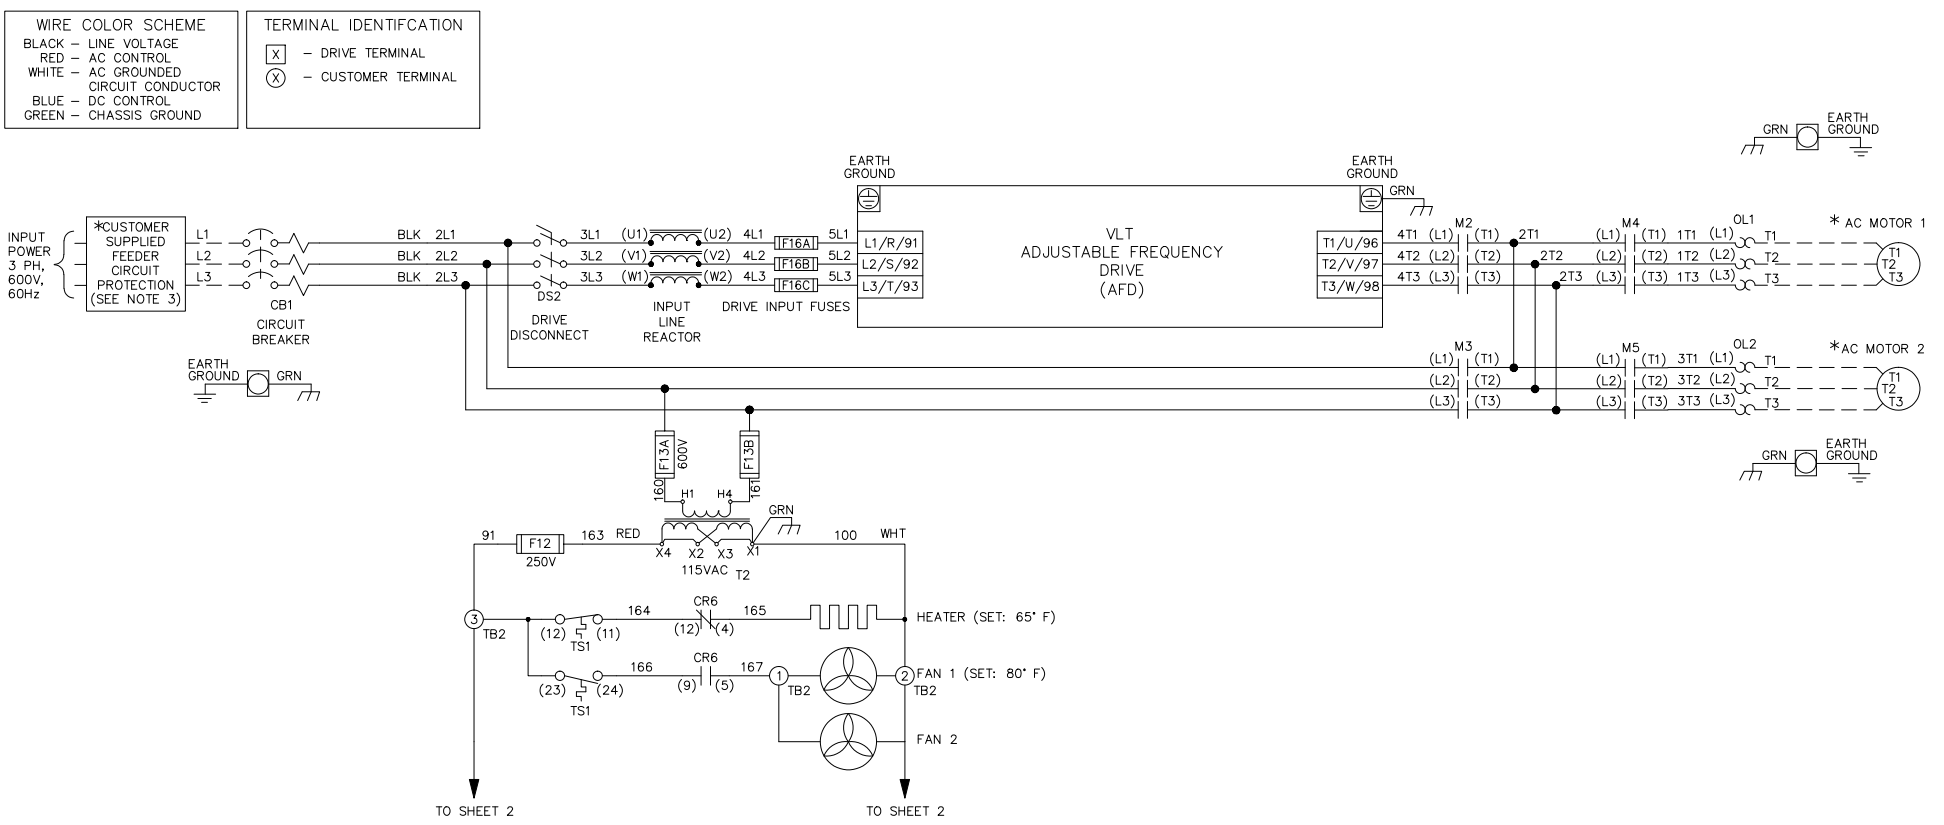 WIRE COLOR SCHEME
BLACK – LINE VOLTAGE
RED – AC CONTROL
WHITE – AC GROUNDED
CIRCUIT CONDUCTOR
BLUE – DC CONTROL
GREEN – CHASSIS GROUND
TERMINAL IDENTIFCATION
X – DRIVE TERMINAL
X – CUSTOMER TERMINAL
GRN
EARTH
GROUND
INPUT
POWER
3 PH,
600V,
60Hz
*CUSTOMER
SUPPLIED
FEEDER
CIRCUIT
PROTECTION
(SEE NOTE 3)
L1
L2
L3
CB1
CIRCUIT
BREAKER
EARTH
GROUND
GRN
BLK 2L1
BLK 2L2
BLK 2L3
DS2
DRIVE
DISCONNECT
3L1 (U1) (U2) 4L1 F16A 5L1
3L2 (V1) (V2) 4L2 F16B 5L2
3L3 (W1) (W2) 4L3 F16C 5L3
INPUT
LINE
REACTOR
DRIVE INPUT FUSES
EARTH
GROUND
L1/R/91
L2/S/92
L3/T/93
VLT
ADJUSTABLE FREQUENCY
DRIVE
(AFD)
EARTH
GROUND
GRN
T1/U/96
T2/V/97
T3/W/98
M2
4T1 (L1) (T1) 2T1
4T2 (L2) (T2) 2T2
4T3 (L3) (T3) 2T3
M4
(L1) (T1) 1T1 (L1) T1
(L2) (T2) 1T2 (L2) T2
(L3) (T3) 1T3 (L3) T3
OL1
* AC MOTOR 1
T1
T2
T3
M3
(L1) (T1)
(L2) (T2)
(L3) (T3)
M5
(L1) (T1) 3T1 (L1) T1
(L2) (T2) 3T2 (L2) T2
(L3) (T3) 3T3 (L3) T3
OL2
*AC MOTOR 2
T1
T2
T3
GRN
EARTH
GROUND
F13A
600V
F13B
160
H1
H4
161
GRN
91
F12
250V
163
RED
X4
X2
X3
X1
100
WHT
115VAC
T2
3
TB2
(12)
(11)
TS1
164
CR6
(12)
(4)
165
HEATER (SET: 65° F)
(23)
(24)
TS1
166
CR6
(9)
(5)
167
1
TB2
2
TB2
FAN 1 (SET: 80° F)
FAN 2
TO SHEET 2
TO SHEET 2